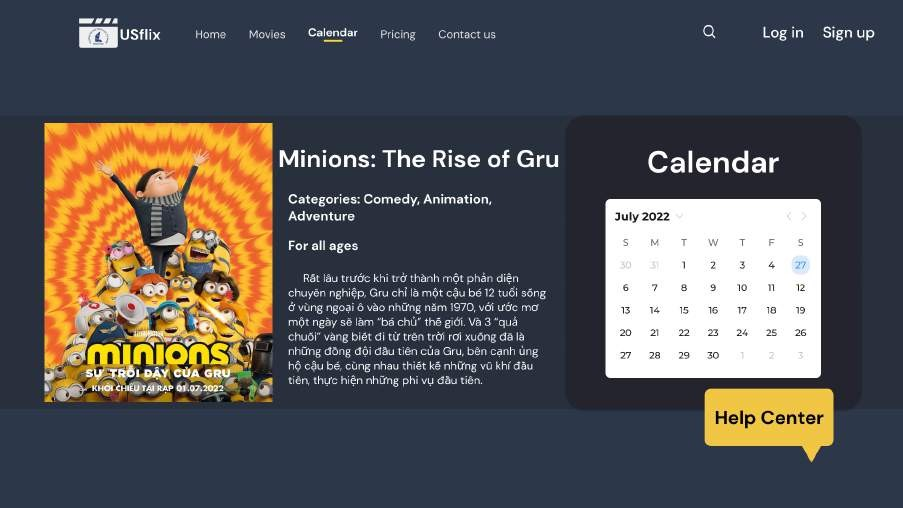 USflix
Home
Movies
Calendar
Pricing
Contact us
Log in
Sign up
minions
SỰ TRỖI DẬY CỦA GRU
KHỞI CHIẾU TẠI RẠP 01.07.2022
Minions: The Rise of Gru
Categories: Comedy, Animation,
Adventure
For all ages
Rất lâu trước khi trở thành một phản diện
chuyên nghiệp, Gru chỉ là một cậu bé 12 tuổi sống
ở vùng ngoại ô vào những năm 1970, với ước mơ
một ngày sẽ làm “bá chủ” thế giới. Và 3 “quả
chuối” vàng biết đi từ trên trời rơi xuống đã là
những đồng đội đầu tiên của Gru, bên cạnh ủng
hộ cậu bé, cùng nhau thiết kế những vũ khí đầu
tiên, thực hiện những phi vụ đầu tiên.
Calendar
July 2022
S M T W T F S
30 31 1 2 3 4 27
6 7 8 9 10 11 12
13 14 15 16 17 18 19
20 21 22 23 24 25 26
27 28 29 30 1 2 3
Help Center